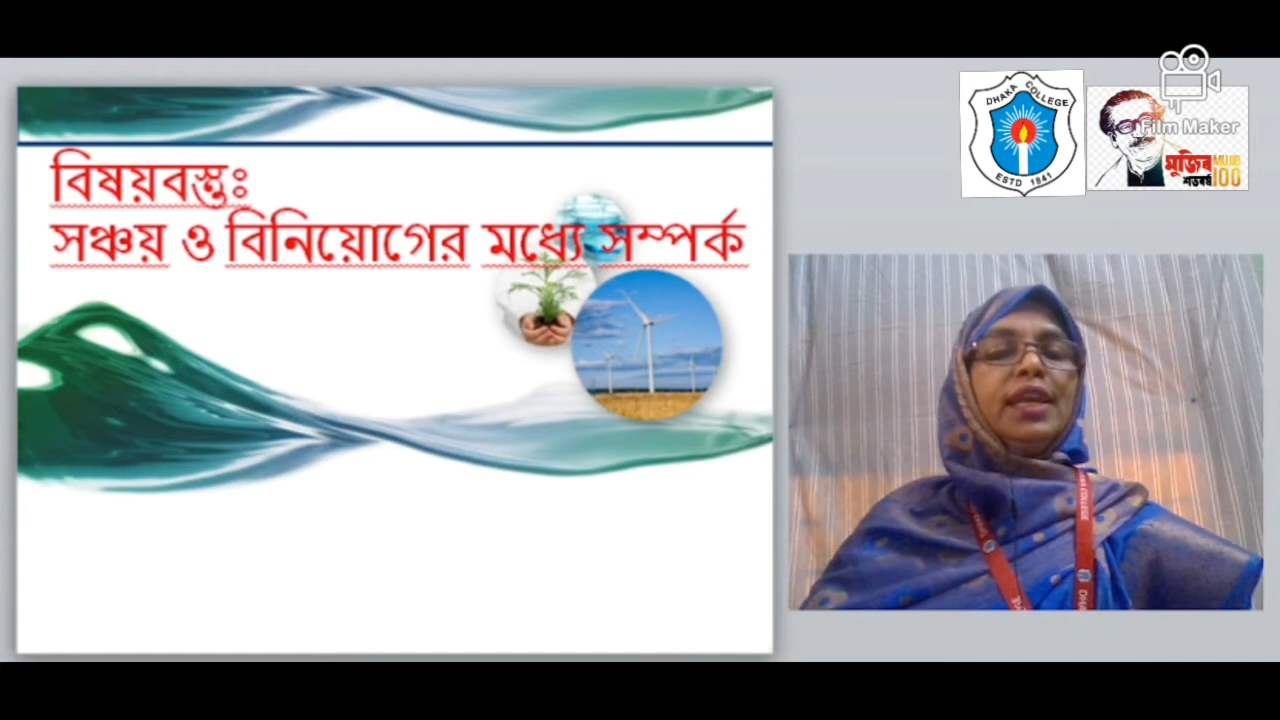 বিষয়বস্তুঃ
সঞ্চয় ও বিনিয়োগের মধ্যে সম্পর্ক
DHAKA COLLEGE
ESTD 1841
Film Maker
মুজিব MUJIB
শতবর্ষ 100